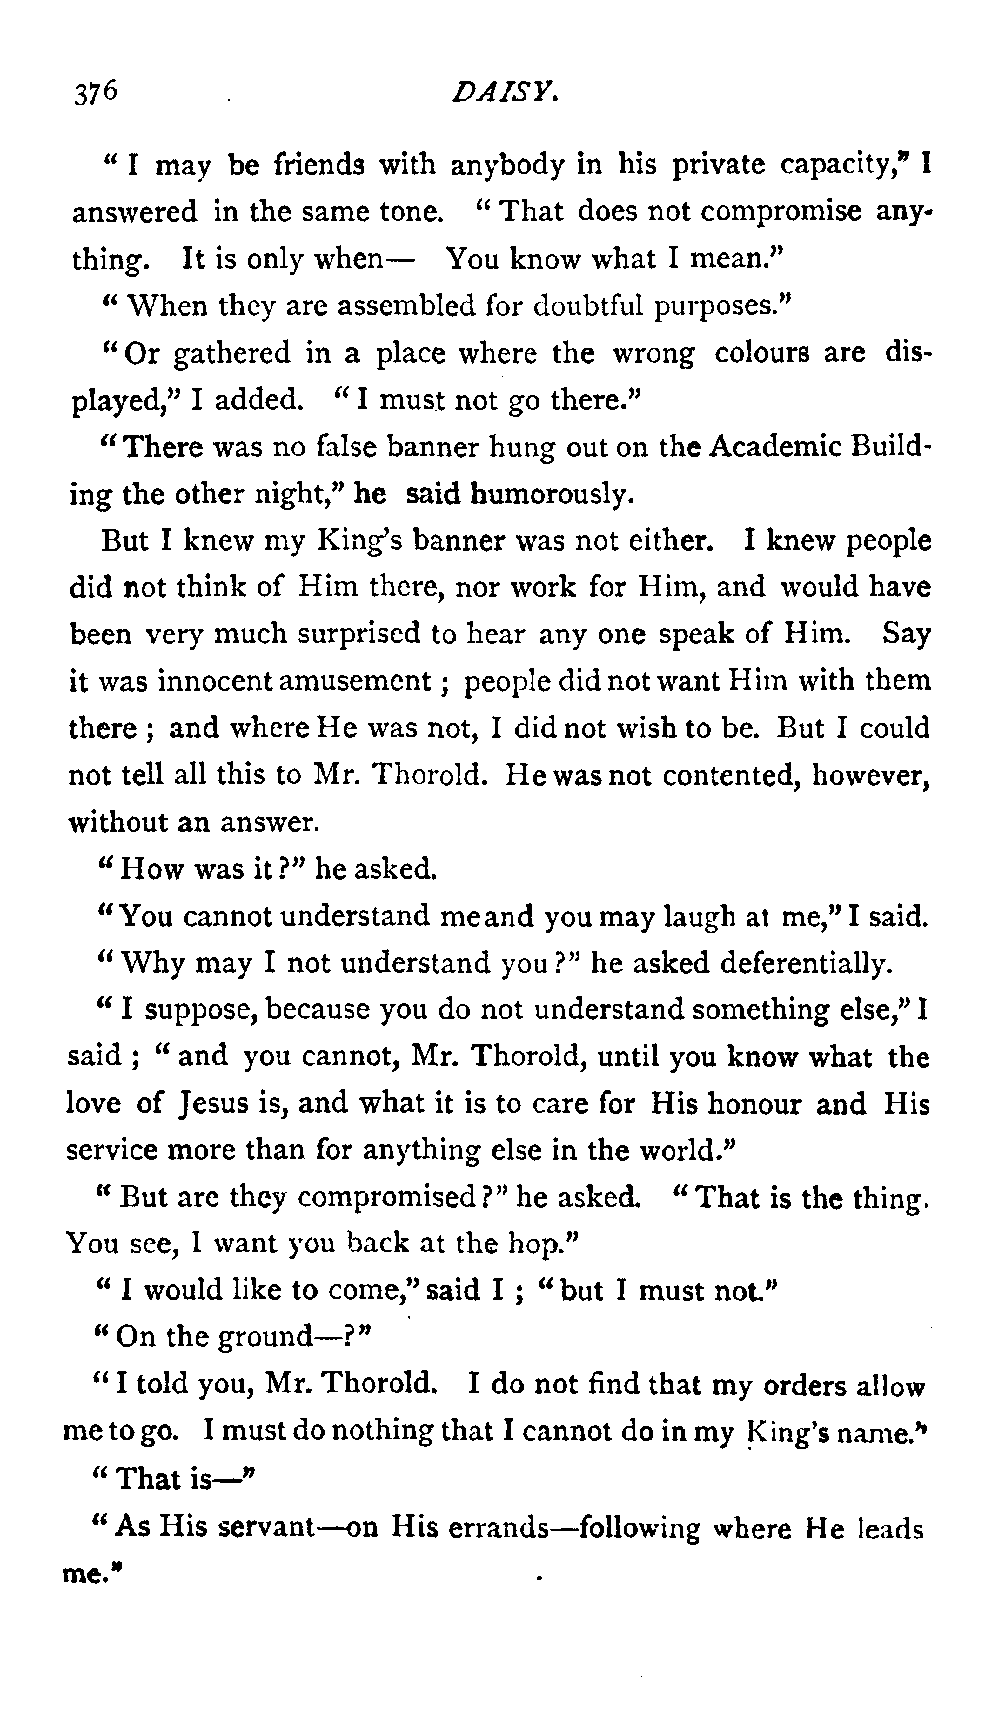 376 DAISY.
“ I may be friends with anybody in his private capacity,” I
answered in the same tone. “ That does not compromise any-
thing. It is only when— You know what I mean.”
“ When they are assembled for doubtful purposes.”
“ Or gathered in a place where the wrong colours are dis-
played,” I added. “ I must not go there.”
“ There was no false banner hung out on the Academic Build-
ing the other night,” he said humorously.
But I knew my King’s banner was not either. I knew people
did not think of Him there, nor work for Him, and would have
been very much surprised to hear any one speak of Him. Say
it was innocent amusement ; people did not want Him with them
there ; and where He was not, I did not wish to be. But I could
not tell all this to Mr. Thorold. He was not contented, however,
without an answer.
“ How was it ?” he asked.
“ You cannot understand me and you may laugh at me,” I said.
“ Why may I not understand you ?” he asked deferentially.
“ I suppose, because you do not understand something else,” I
said ; “ and you cannot, Mr. Thorold, until you know what the
love of Jesus is, and what it is to care for His honour and His
service more than for anything else in the world.”
“ But are they compromised ?” he asked. “ That is the thing.
You see, I want you back at the hop.”
“ I would like to come,” said I ; “ but I must not.”
“ On the ground—?”
“ I told you, Mr. Thorold. I do not find that my orders allow
me to go. I must do nothing that I cannot do in my King’s name.”
“ That is—”
“ As His servant—on His errands—following where He leads
me.”